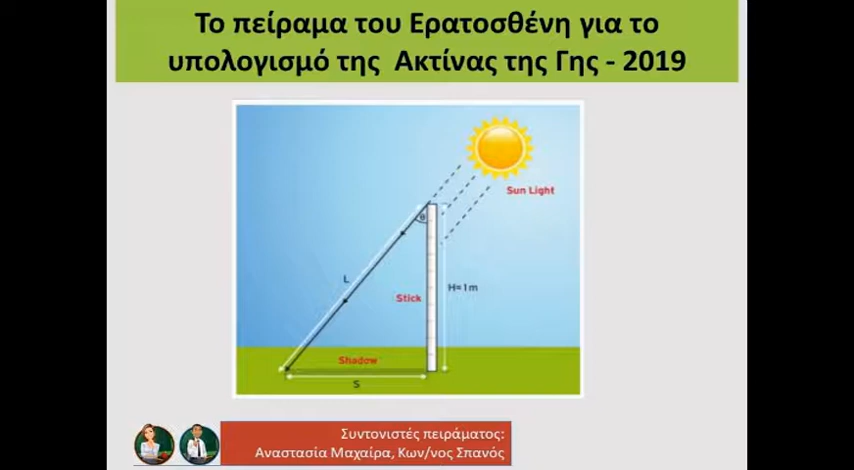 Το πείραμα του Ερατοσθένη για το
υπολογισμό της Ακτίνας της Γης - 2019
Sun Light
θ
L
H=1m
Stick
Shadow
S
Συντονιστές πειράματος:
Αναστασία Μαχαίρα, Κων/νος Σπανός